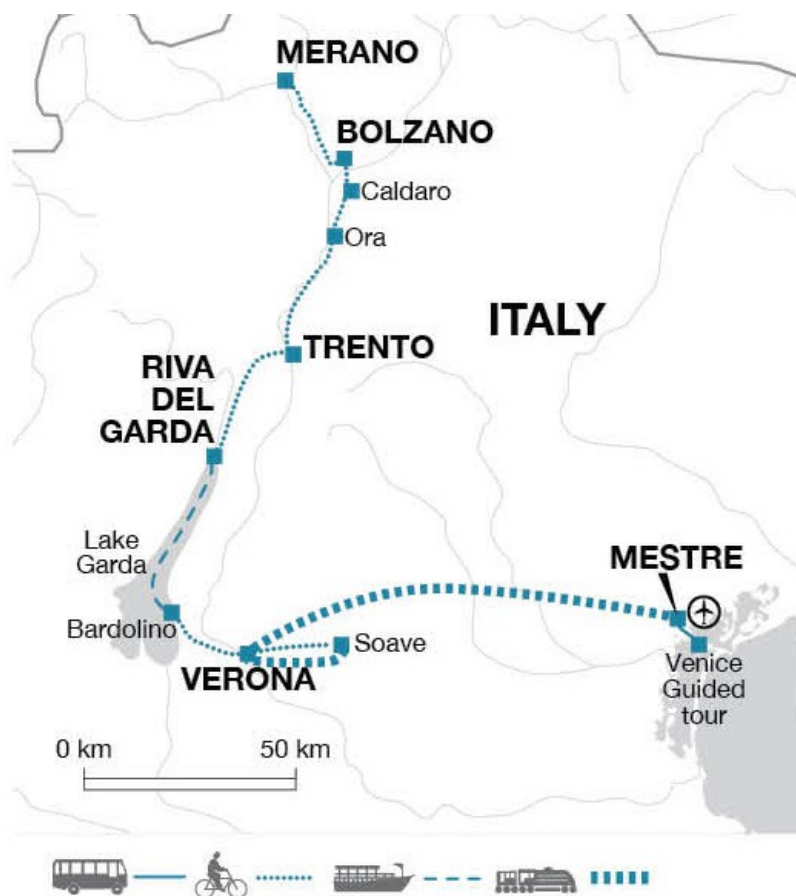 MERANO
BOLZANO
Caldaro
Ora
ITALY
TRENTO
RIVA
DEL
GARDA
Lake
Garda
MESTRE
Bardolino
Soave
VERONA
Venice
Guided
tour
0 km 50 km